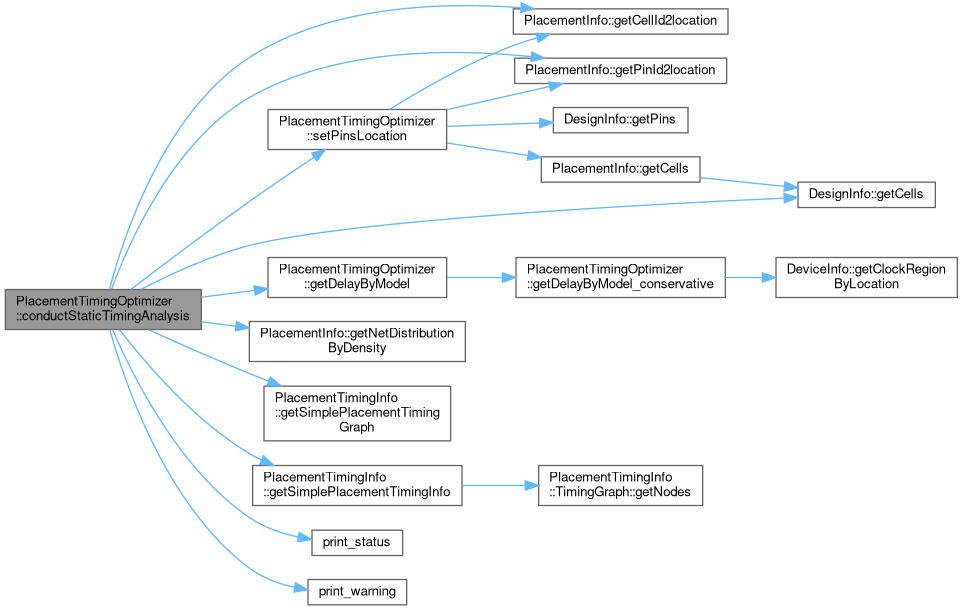 PlacementInfo::getCellId2location
PlacementInfo::getPinId2location
PlacementTimingOptimizer
::setPinsLocation
DesignInfo::getPins
PlacementInfo::getCells
DesignInfo::getCells
PlacementTimingOptimizer
::getDelayByModel
PlacementTimingOptimizer
::getDelayByModel_conservative
DeviceInfo::getClockRegion
ByLocation
PlacementTimingOptimizer
::conductStaticTimingAnalysis
PlacementInfo::getNetDistribution
ByDensity
PlacementTimingInfo
::getSimplePlacementTiming
Graph
PlacementTimingInfo
::getSimplePlacementTimingInfo
PlacementTimingInfo
::TimingGraph::getNodes
print_status
print_warning